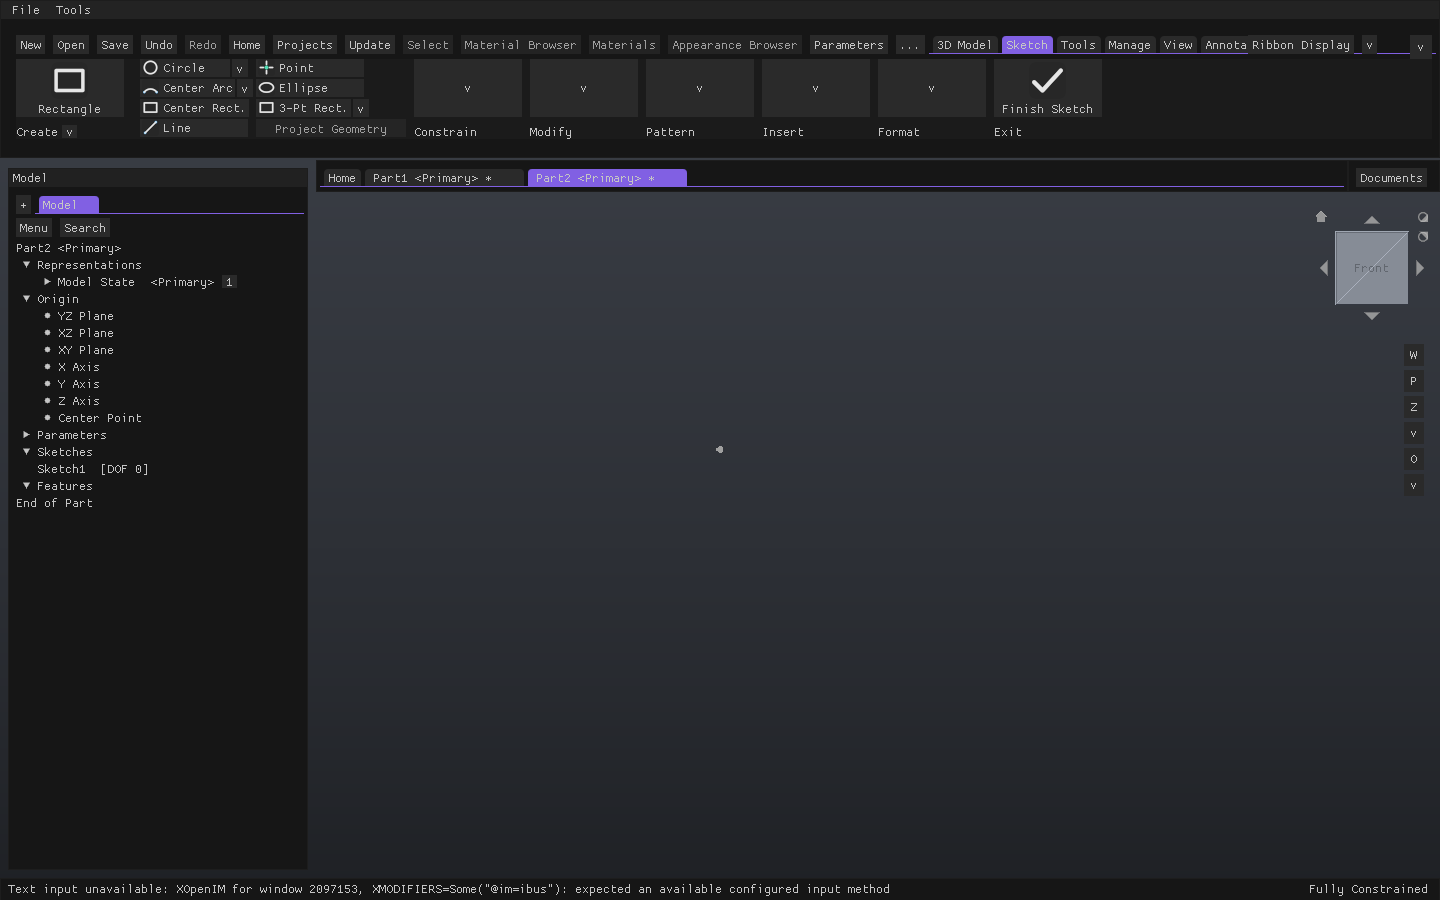 File Tools
New Open Save Undo Redo Home Projects Update Select Material Browser Materials Appearance Browser Parameters ... 3D Model Sketch Tools Manage View Annota Ribbon Display v v
Rectangle
Create v
Circle v
Center Arc v
Center Rect.
Line
Point
Ellipse
3-Pt Rect. v
Project Geometry
v
Constrain
v
Modify
v
Pattern
v
Insert
v
Format
Finish Sketch
Exit
Model
+ Model
Menu Search
Part2 <Primary>
Representations
Model State <Primary> 1
Origin
YZ Plane
XZ Plane
XY Plane
X Axis
Y Axis
Z Axis
Center Point
Parameters
Sketches
Sketch1 [DOF 0]
Features
End of Part
Home Part1 <Primary> * Part2 <Primary> * Documents
Front
W
P
Z
v
O
v
Text input unavailable: XOpenIM for window 2097153, XMODIFIERS=Some("@im=ibus"): expected an available configured input method
Fully Constrained